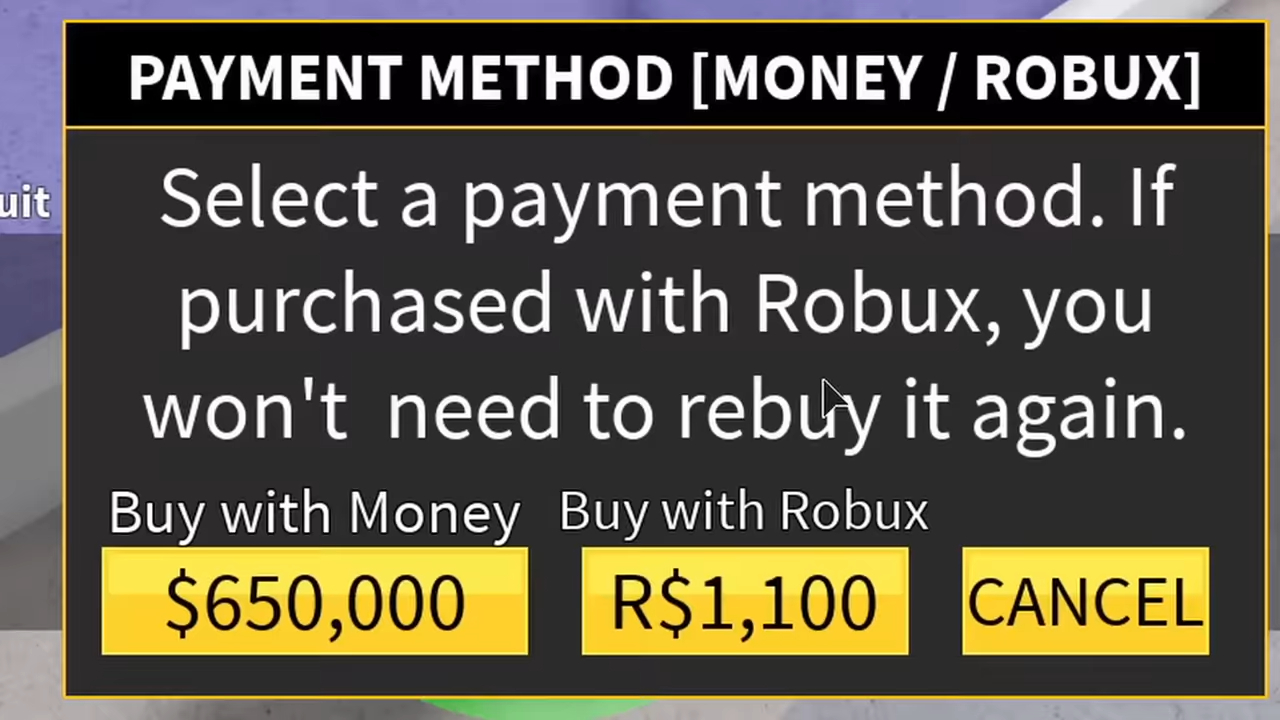 PAYMENT METHOD [MONEY / ROBUX]
uit
Select a payment method. If
purchased with Robux, you
won't  need to rebuy it again.
Buy with Money Buy with Robux
$650,000 R$1,100 CANCEL